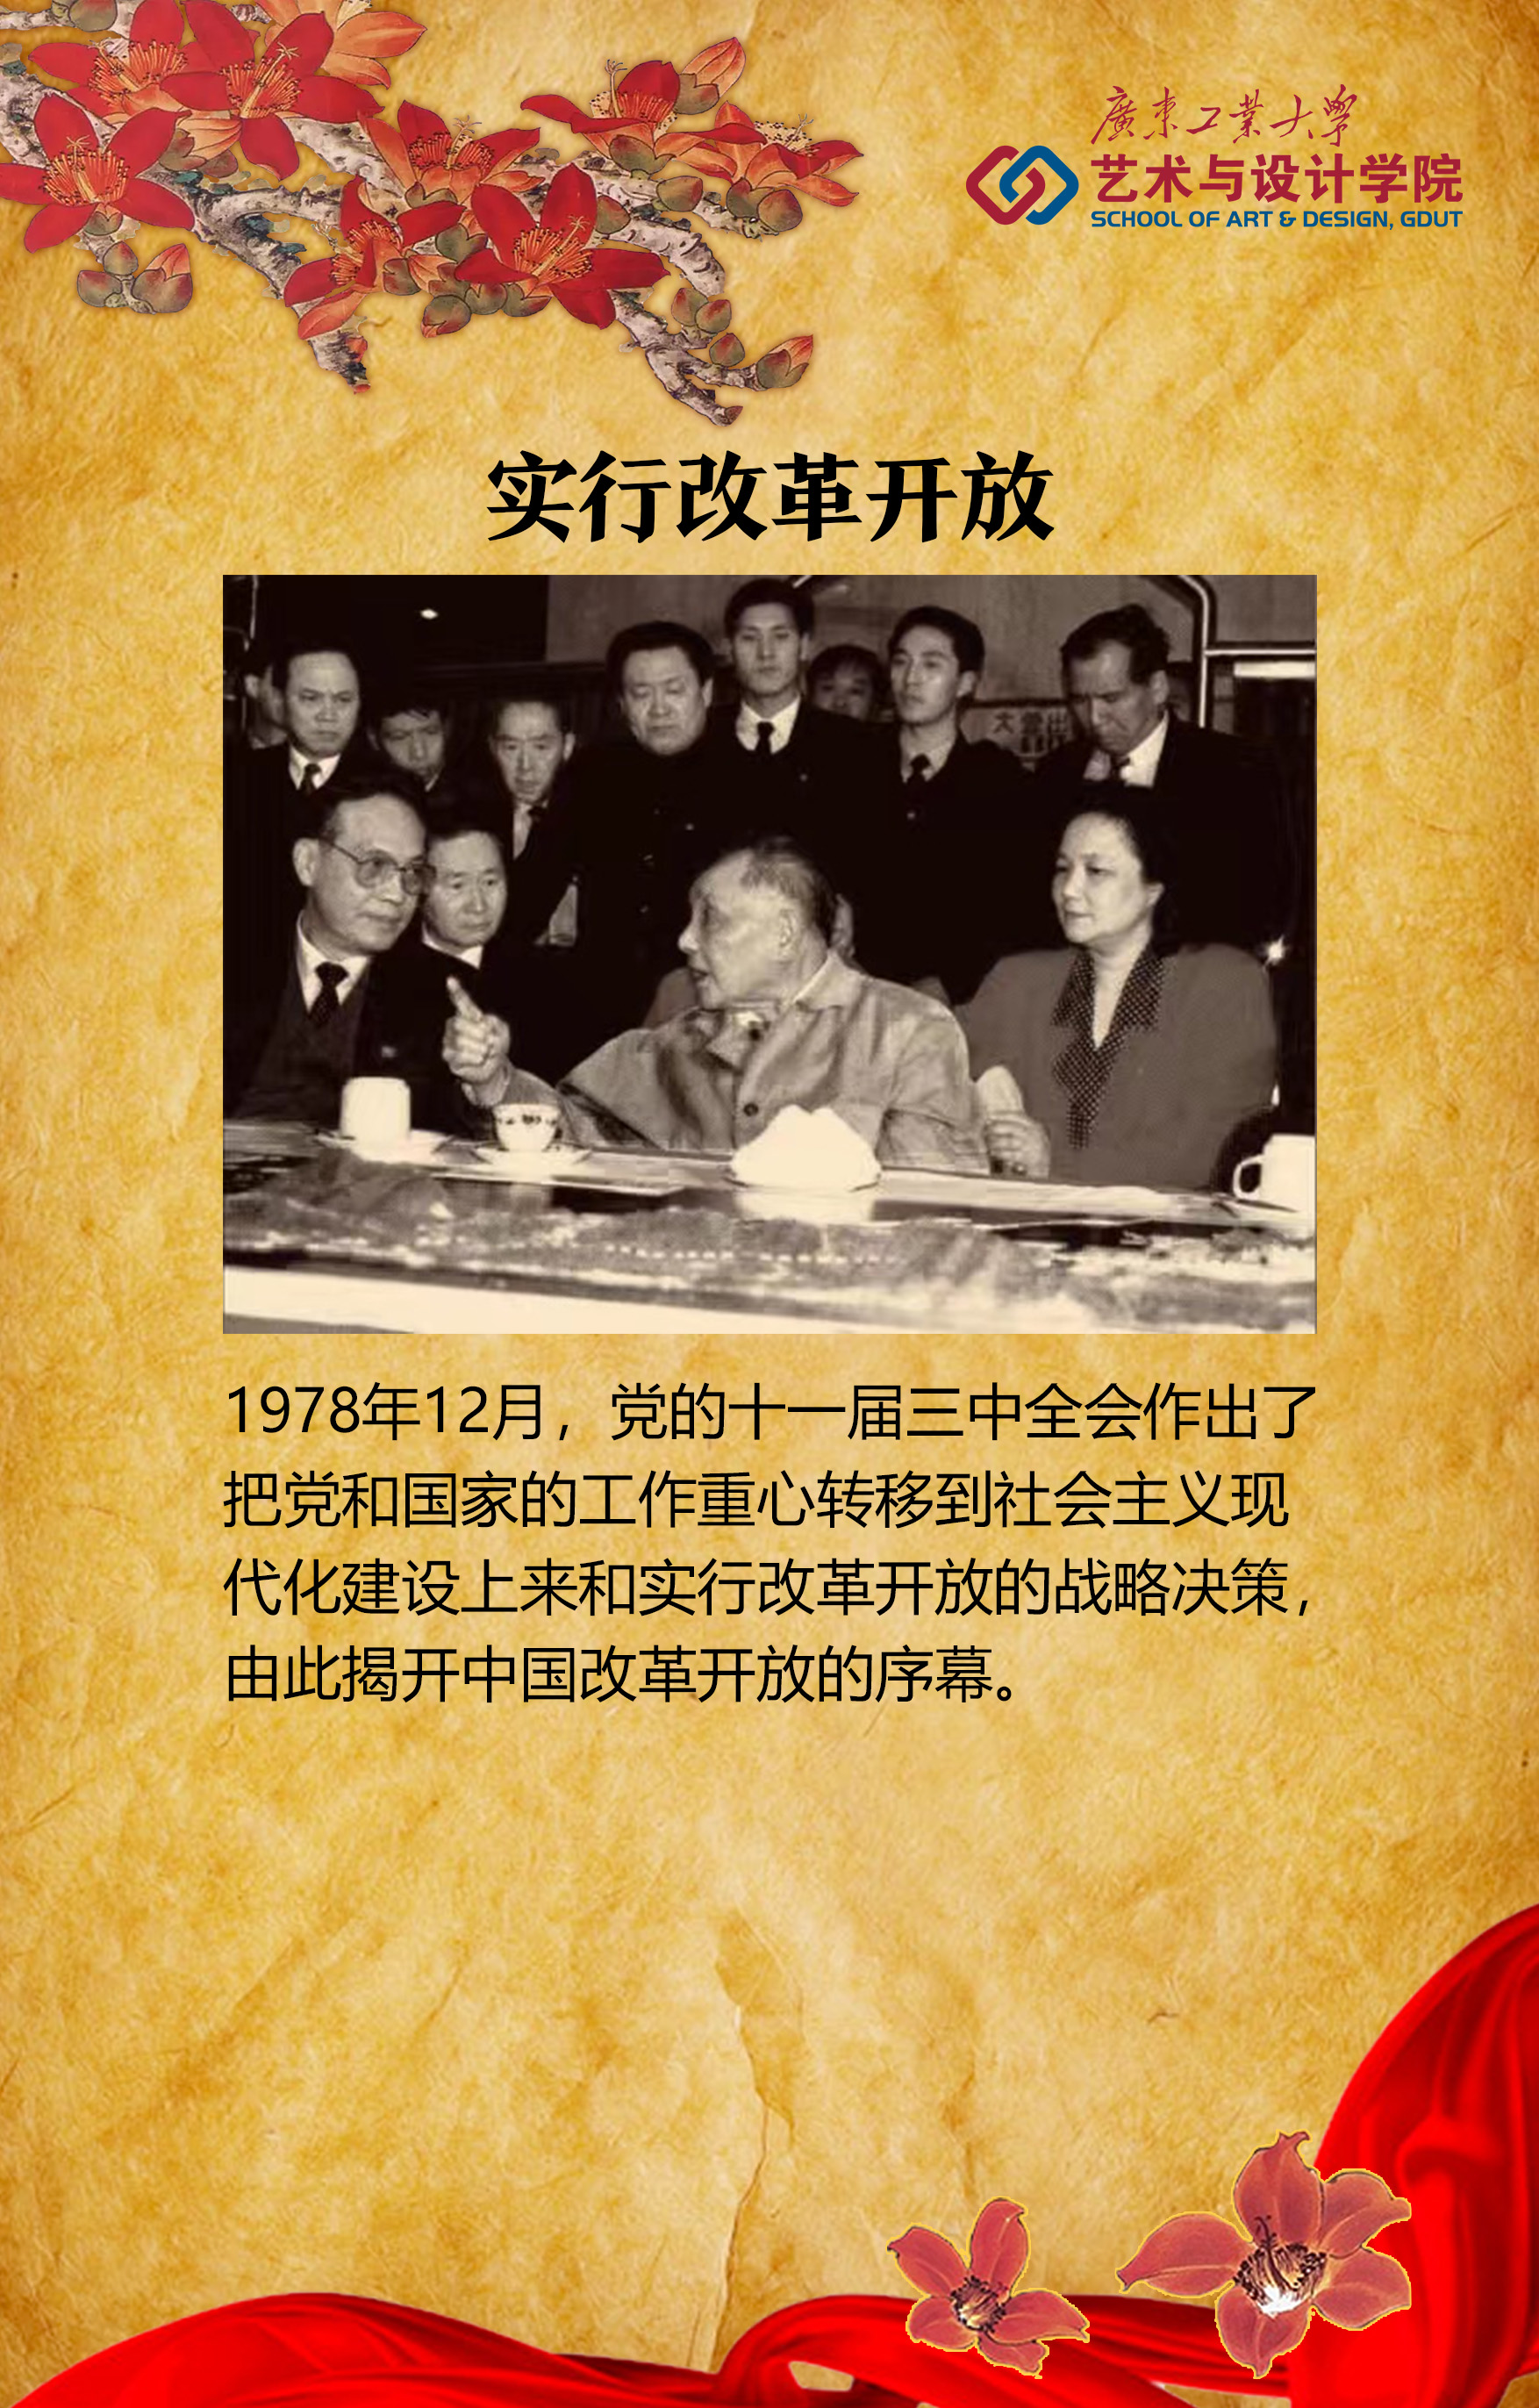 廣東工業大學
艺术与设计学院
SCHOOL OF ART & DESIGN, GDUT
实行改革开放
1978年12月，党的十一届三中全会作出了
把党和国家的工作重心转移到社会主义现
代化建设上来和实行改革开放的战略决策，
由此揭开中国改革开放的序幕。